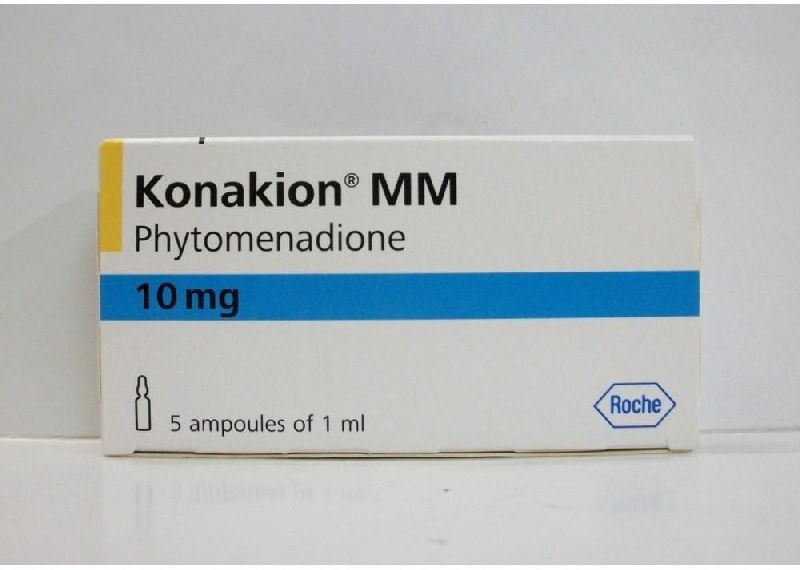 Konakion® MM
Phytomenadione
10 mg
5 ampoules of 1 ml
Roche